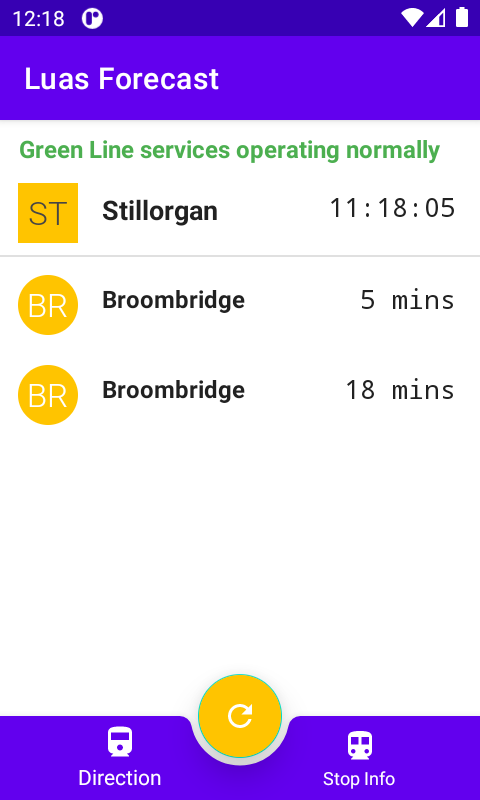 12:18
Luas Forecast
Green Line services operating normally
ST Stillorgan 11:18:05
BR Broombridge 5 mins
BR Broombridge 18 mins
Direction Stop Info